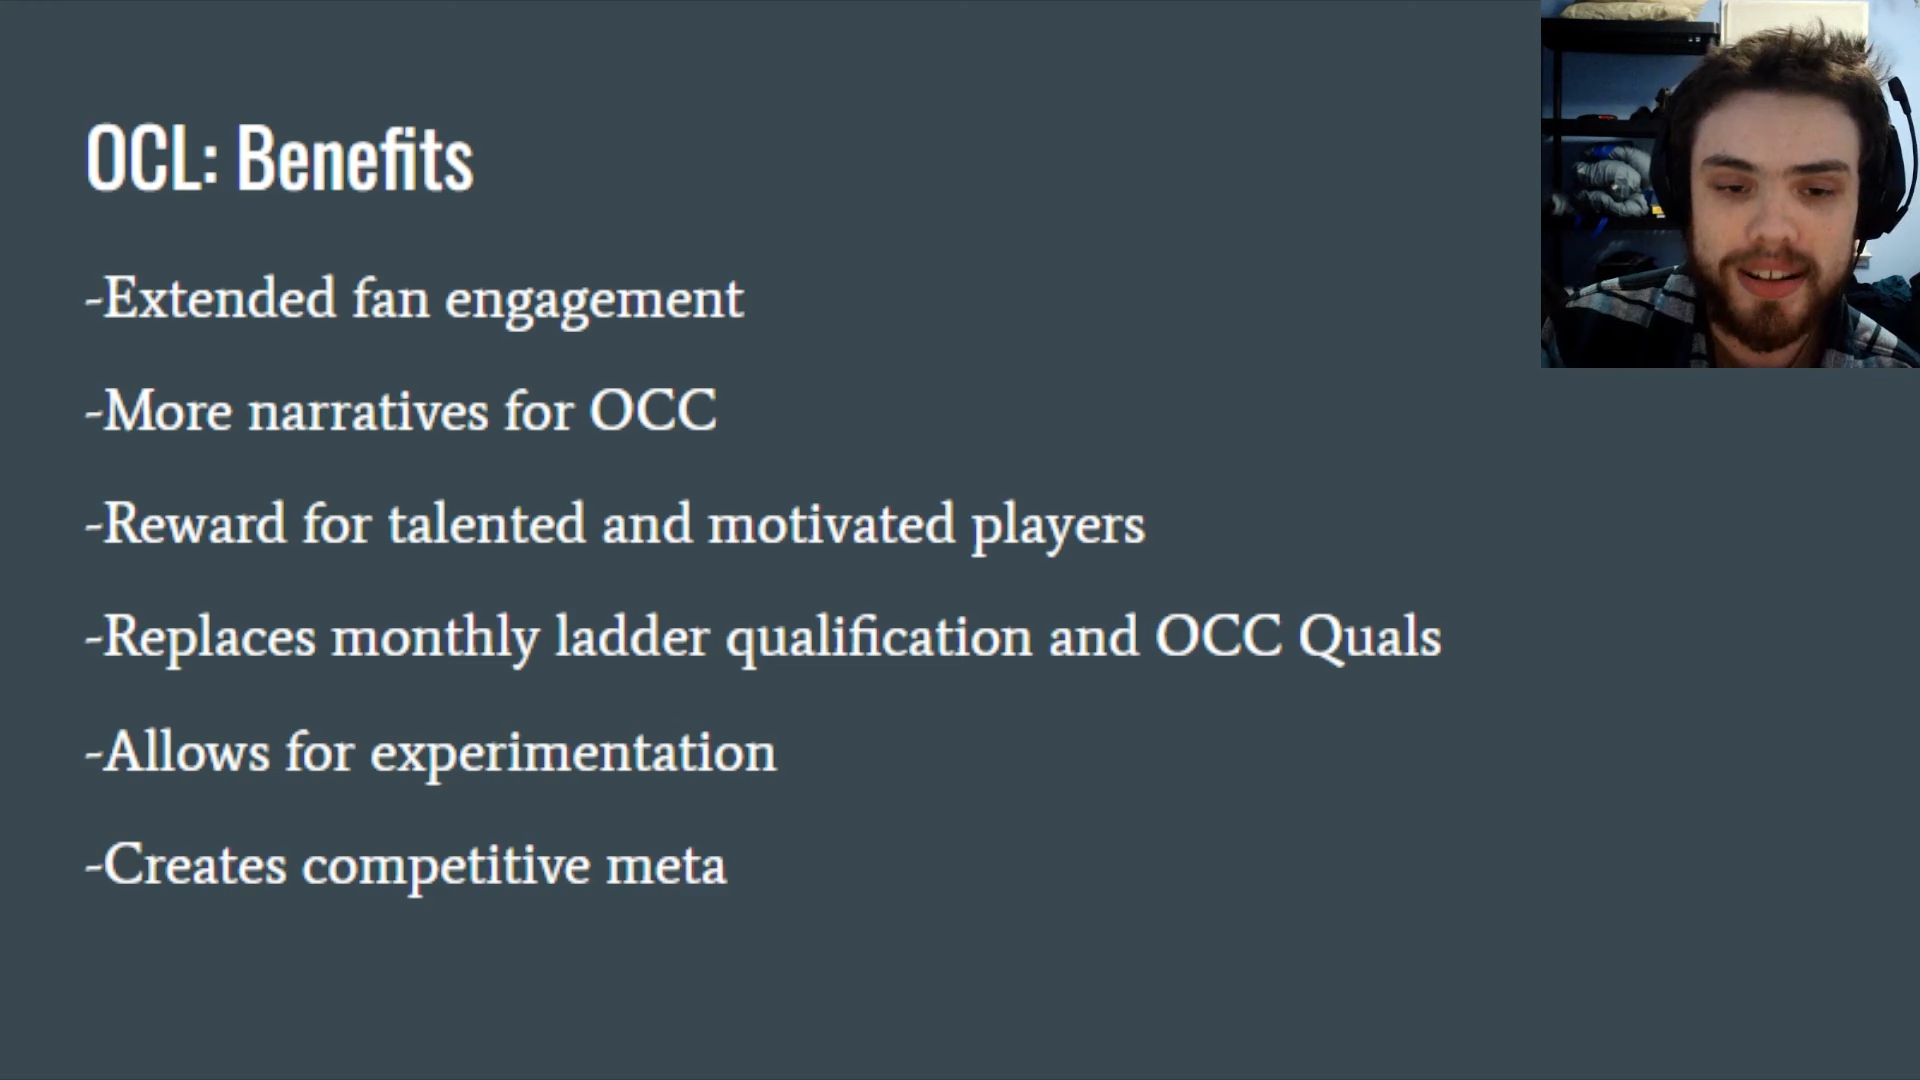 OCL: Benefits
-Extended fan engagement
-More narratives for OCC
-Reward for talented and motivated players
-Replaces monthly ladder qualification and OCC Quals
-Allows for experimentation
-Creates competitive meta